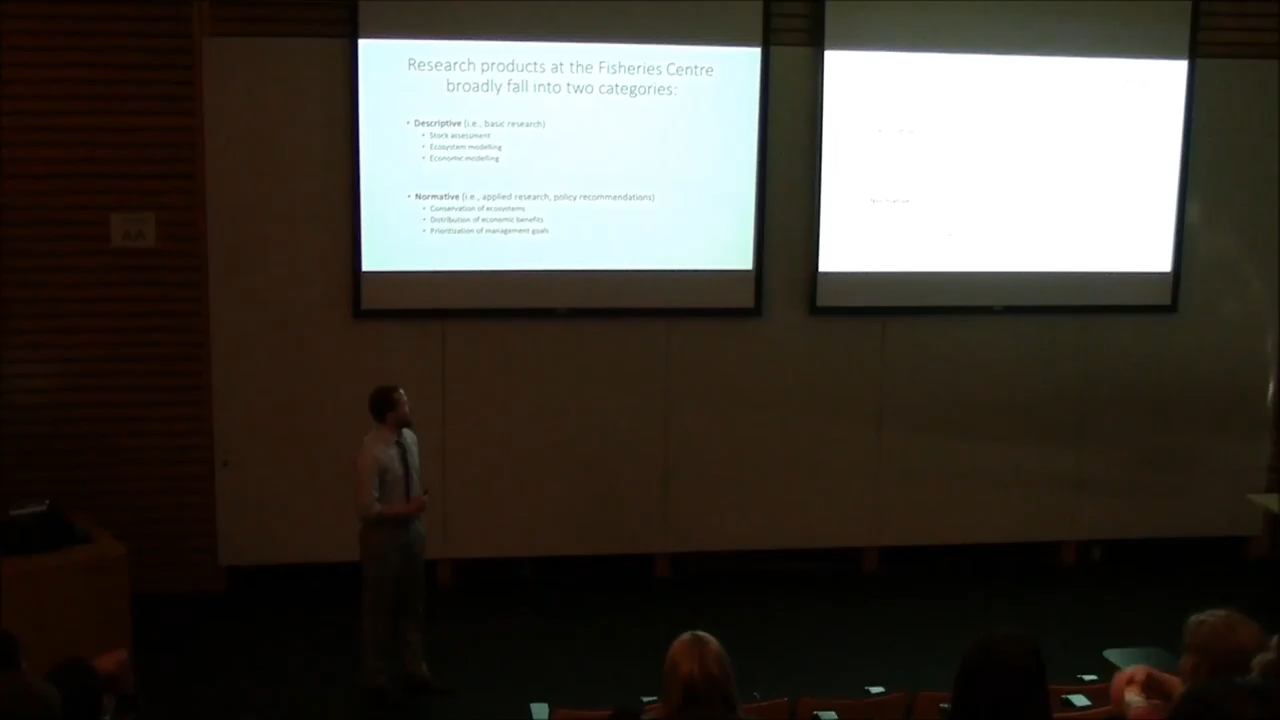 Research products at the Fisheries Centre
broadly fall into two categories:
• Descriptive (i.e., basic research)
• Stock assessment
• Ecosystem modelling
• Economic modelling
• Normative (i.e., applied research, policy recommendations)
• Conservation of ecosystems
• Distribution of economic benefits
• Prioritization of management goals